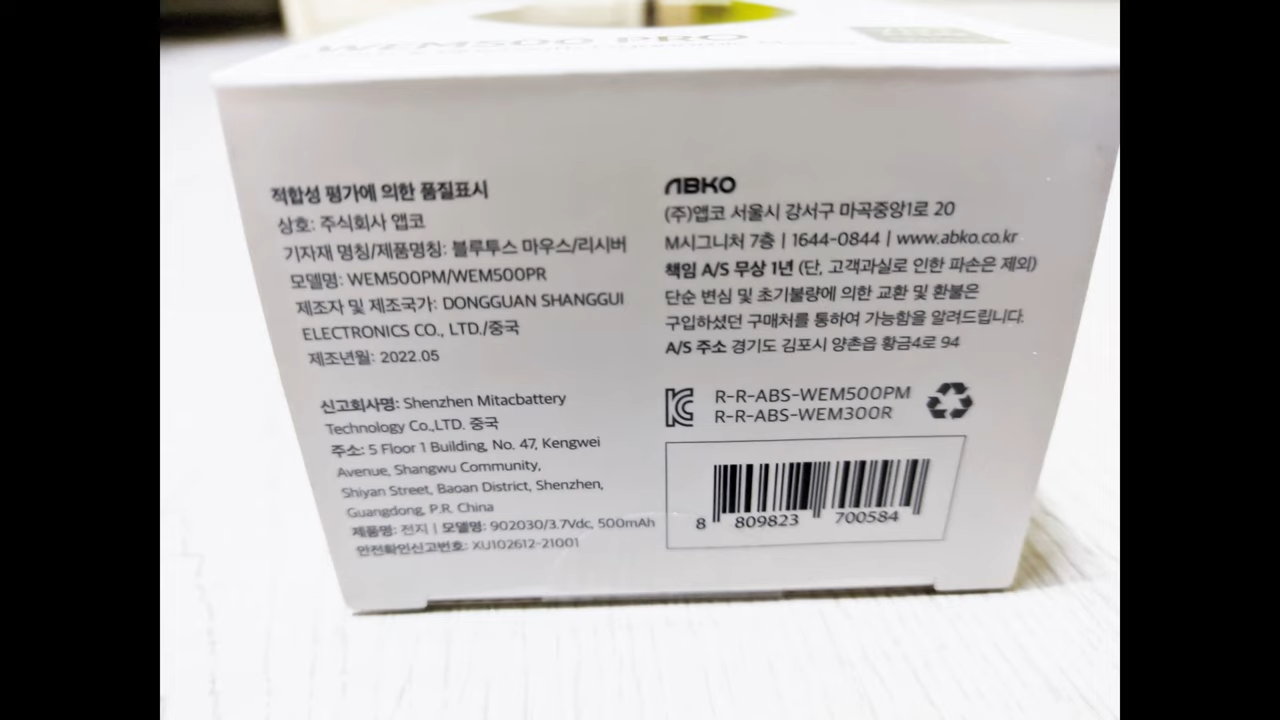 WEM500 PRO
적합성 평가에 의한 품질표시
상호: 주식회사 앱코
기자재 명칭/제품명칭: 블루투스 마우스/리시버
모델명: WEM500PM/WEM500PR
제조자 및 제조국가: DONGGUAN SHANGGUI
ELECTRONICS CO., LTD./중국
제조년월: 2022.05
신고회사명: Shenzhen Mitacbattery
Technology Co.,LTD. 중국
주소: 5 Floor 1 Building, No. 47, Kengwei
Avenue, Shangwu Community,
Shiyan Street, Baoan District, Shenzhen,
Guangdong, P.R. China
제품명: 전지 | 모델명: 902030/3.7Vdc, 500mAh
안전확인신고번호: XU102612-21001
ABKO
(주)앱코 서울시 강서구 마곡중앙1로 20
M시그니처 7층 | 1644-0844 | www.abko.co.kr
책임 A/S 무상 1년 (단, 고객과실로 인한 파손은 제외)
단순 변심 및 초기불량에 의한 교환 및 환불은
구입하셨던 구매처를 통하여 가능함을 알려드립니다.
A/S 주소 경기도 김포시 양촌읍 황금4로 94
R-R-ABS-WEM500PM
R-R-ABS-WEM300R
8 809823 700584